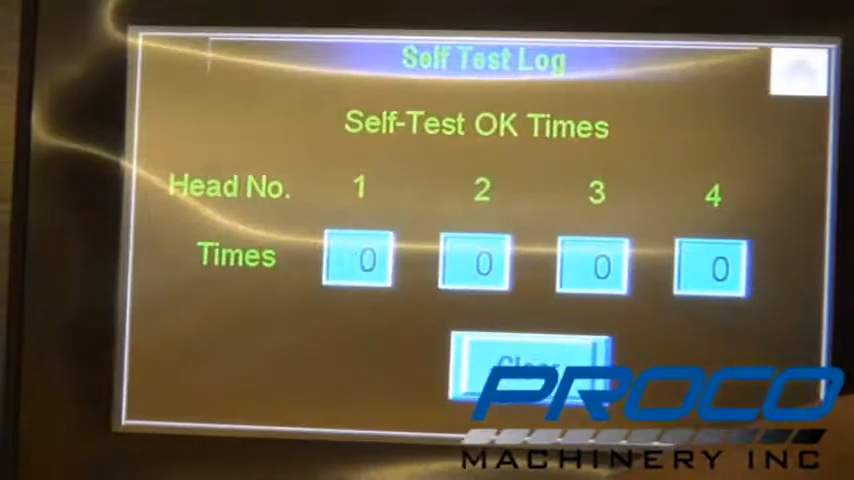 Self Test Log
Self-Test OK Times
Head No. 1 2 3 4
Times 0 0 0 0
Clear
PROCO
MACHINERY INC